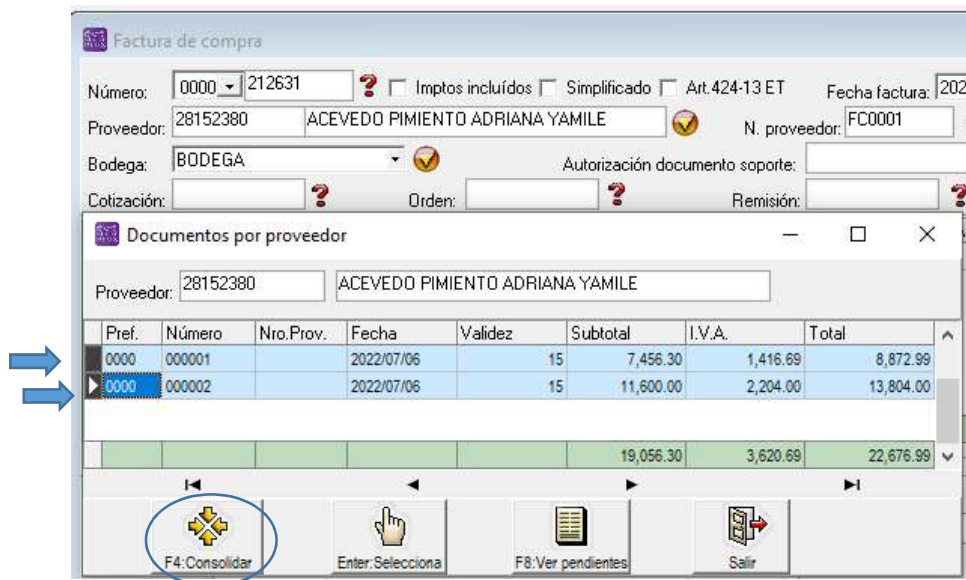 Factura de compra
Número: 0000 212631 ? Imptos incluídos Simplificado Art.424-13 ET Fecha factura: 202
Proveedor: 28152380 ACEVEDO PIMIENTO ADRIANA YAMILE N. proveedor: FC0001
Bodega: BODEGA Autorización documento soporte:
Cotización: ? Orden: ? Remisión: ?
Documentos por proveedor
Proveedor: 28152380 ACEVEDO PIMIENTO ADRIANA YAMILE
Pref. Número Nro.Prov. Fecha Validez Subtotal I.V.A. Total
0000 000001 2022/07/06 15 7,456.30 1,416.69 8,872.99
0000 000002 2022/07/06 15 11,600.00 2,204.00 13,804.00
19,056.30 3,620.69 22,676.99
F4:Consolidar Enter:Selecciona F8:Ver pendientes Salir